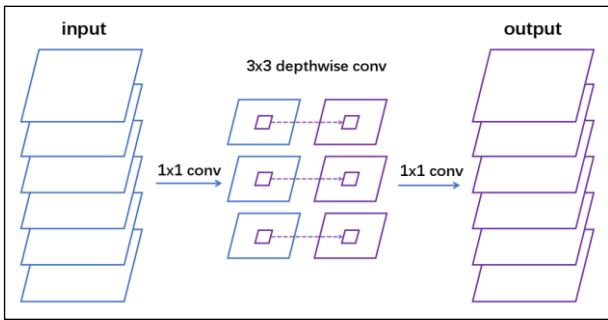 input
output
3x3 depthwise conv
1x1 conv
1x1 conv